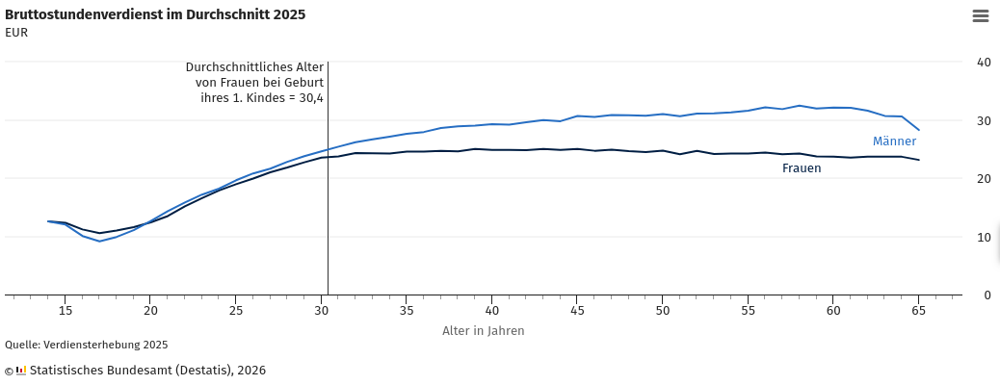 Bruttostundenverdienst im Durchschnitt 2025
EUR
Durchschnittliches Alter
von Frauen bei Geburt
ihres 1. Kindes = 30,4
40
30
20
10
0
Männer
Frauen
15 20 25 30 35 40 45 50 55 60 65
Alter in Jahren
Quelle: Verdiensterhebung 2025
© Statistisches Bundesamt (Destatis), 2026